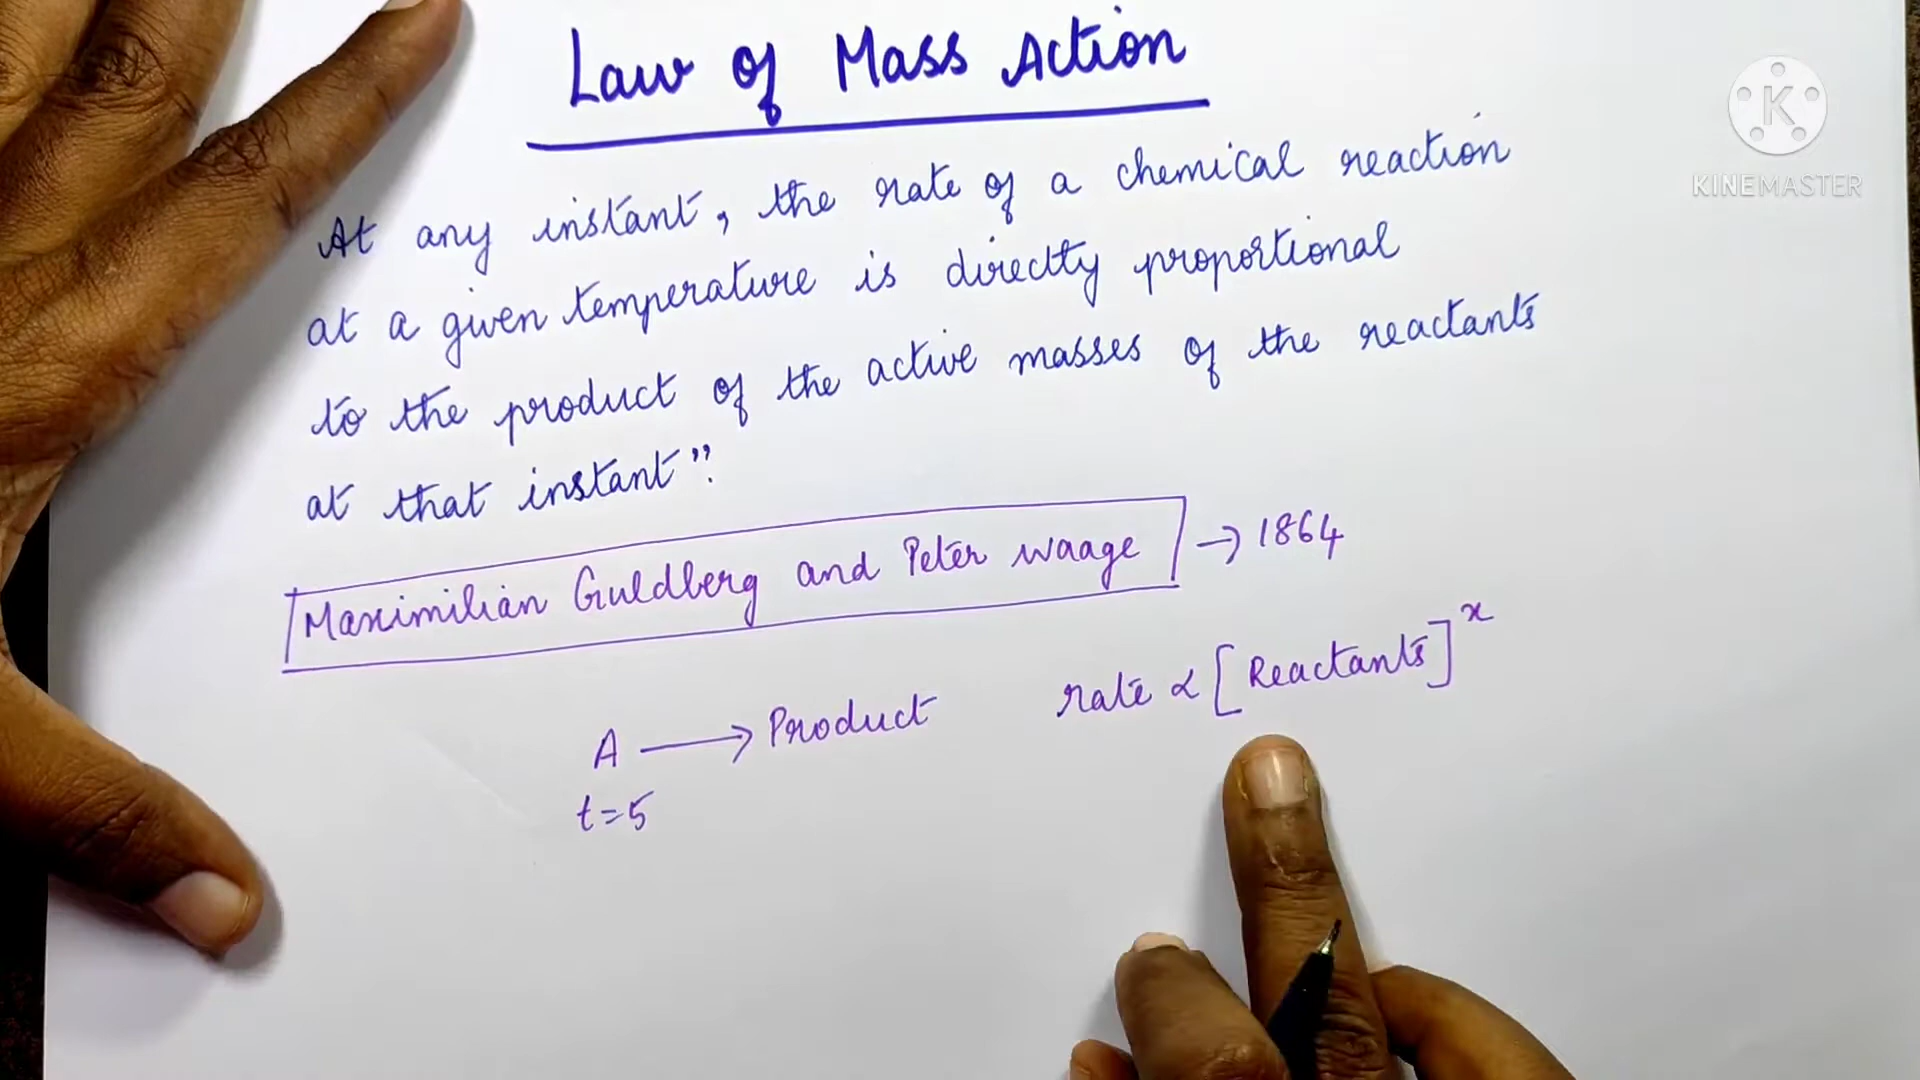 Law of Mass Action
At any instant, the rate of a chemical reaction
at a given temperature is directly proportional
to the product of the active masses of the reactants
at that instant".
Maximilian Guldberg and Peter waage → 1864
A → Product rate ∝ [Reactants]^x
t=5
K
KINEMASTER